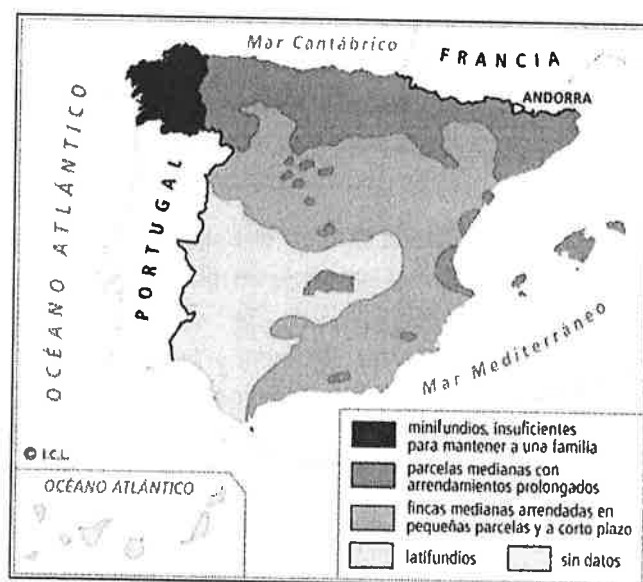 Mar Cantábrico
FRANCIA
ANDORRA
OCÉANO ATLÁNTICO
PORTUGAL
Mar Mediterráneo
© I.C.L.
OCÉANO ATLÁNTICO
minifundios, insuficientes
para mantener a una familia
parcelas medianas con
arrendamientos prolongados
fincas medianas arrendadas en
pequeñas parcelas y a corto plazo
latifundios
sin datos